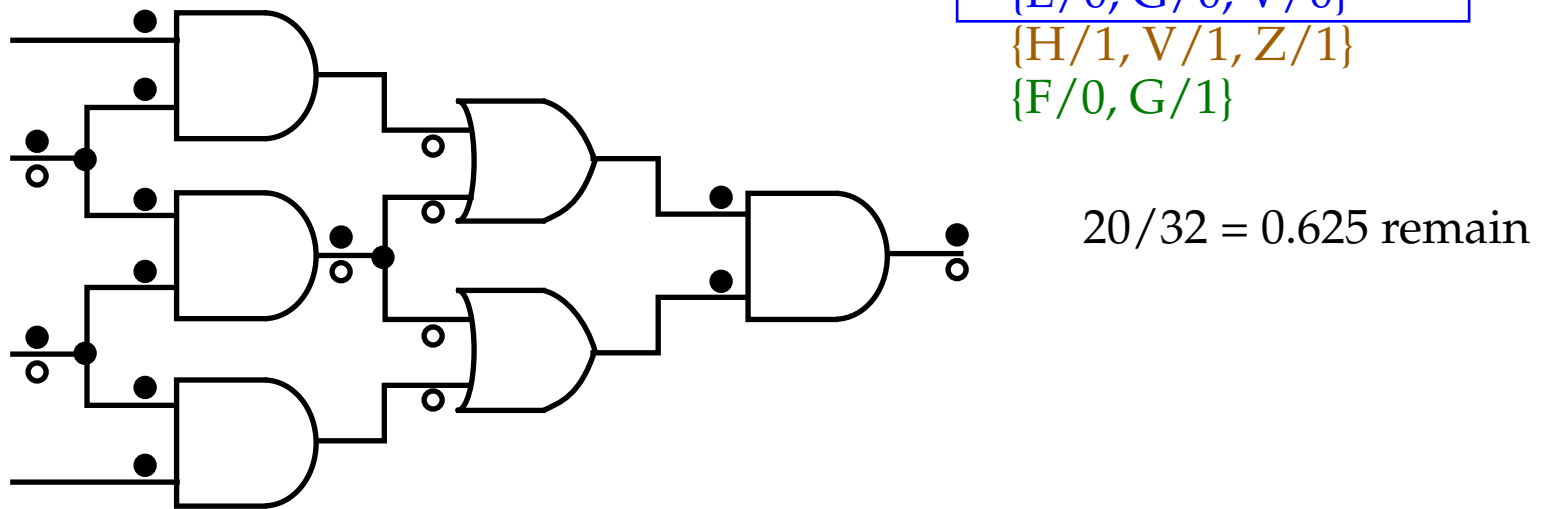 {H/1, V/1, Z/1}
{F/0, G/1}
20/32 = 0.625 remain